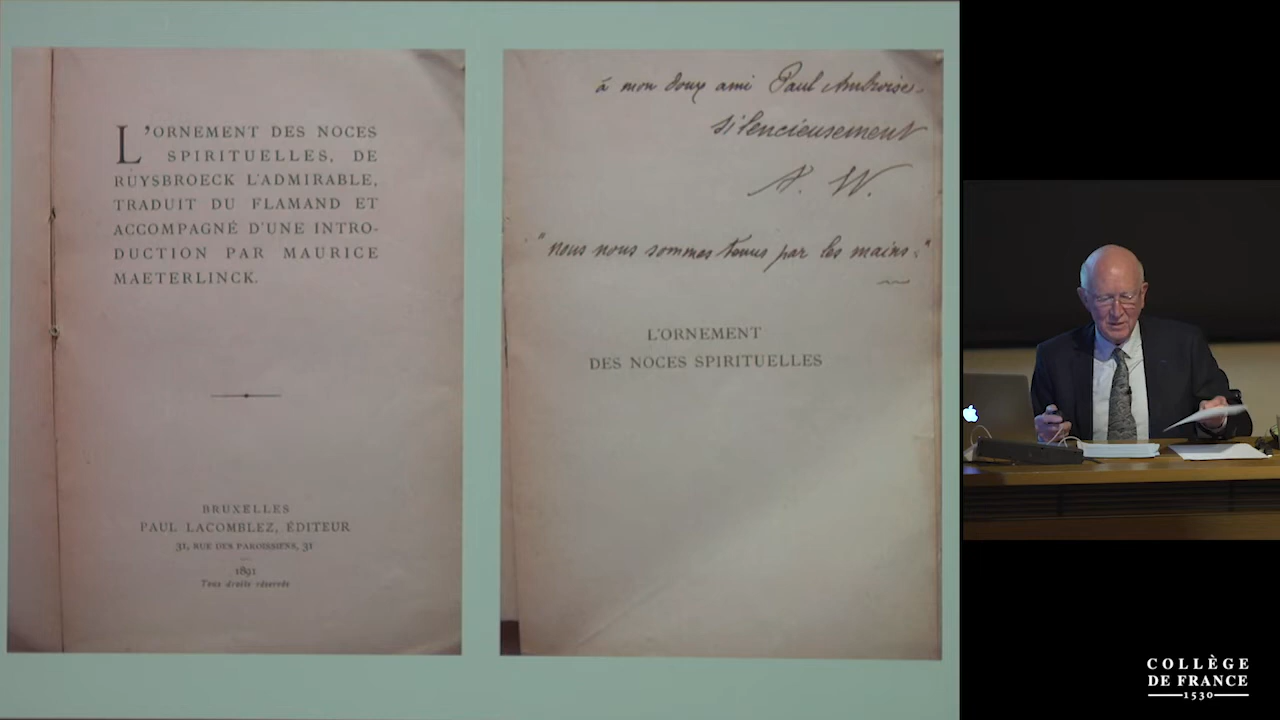 L'ORNEMENT DES NOCES
SPIRITUELLES, DE
RUYSBROECK L'ADMIRABLE,
TRADUIT DU FLAMAND ET
ACCOMPAGNÉ D'UNE INTRO-
DUCTION PAR MAURICE
MAETERLINCK.
BRUXELLES
PAUL LACOMBLEZ, ÉDITEUR
31, RUE DES PAROISSIENS, 31
1891
Tous droits réservés
à mon doux ami Paul Ambroise.
silencieusement
P. W.
"nous nous sommes tenus par les mains."
L'ORNEMENT
DES NOCES SPIRITUELLES
COLLÈGE
DE FRANCE
1530